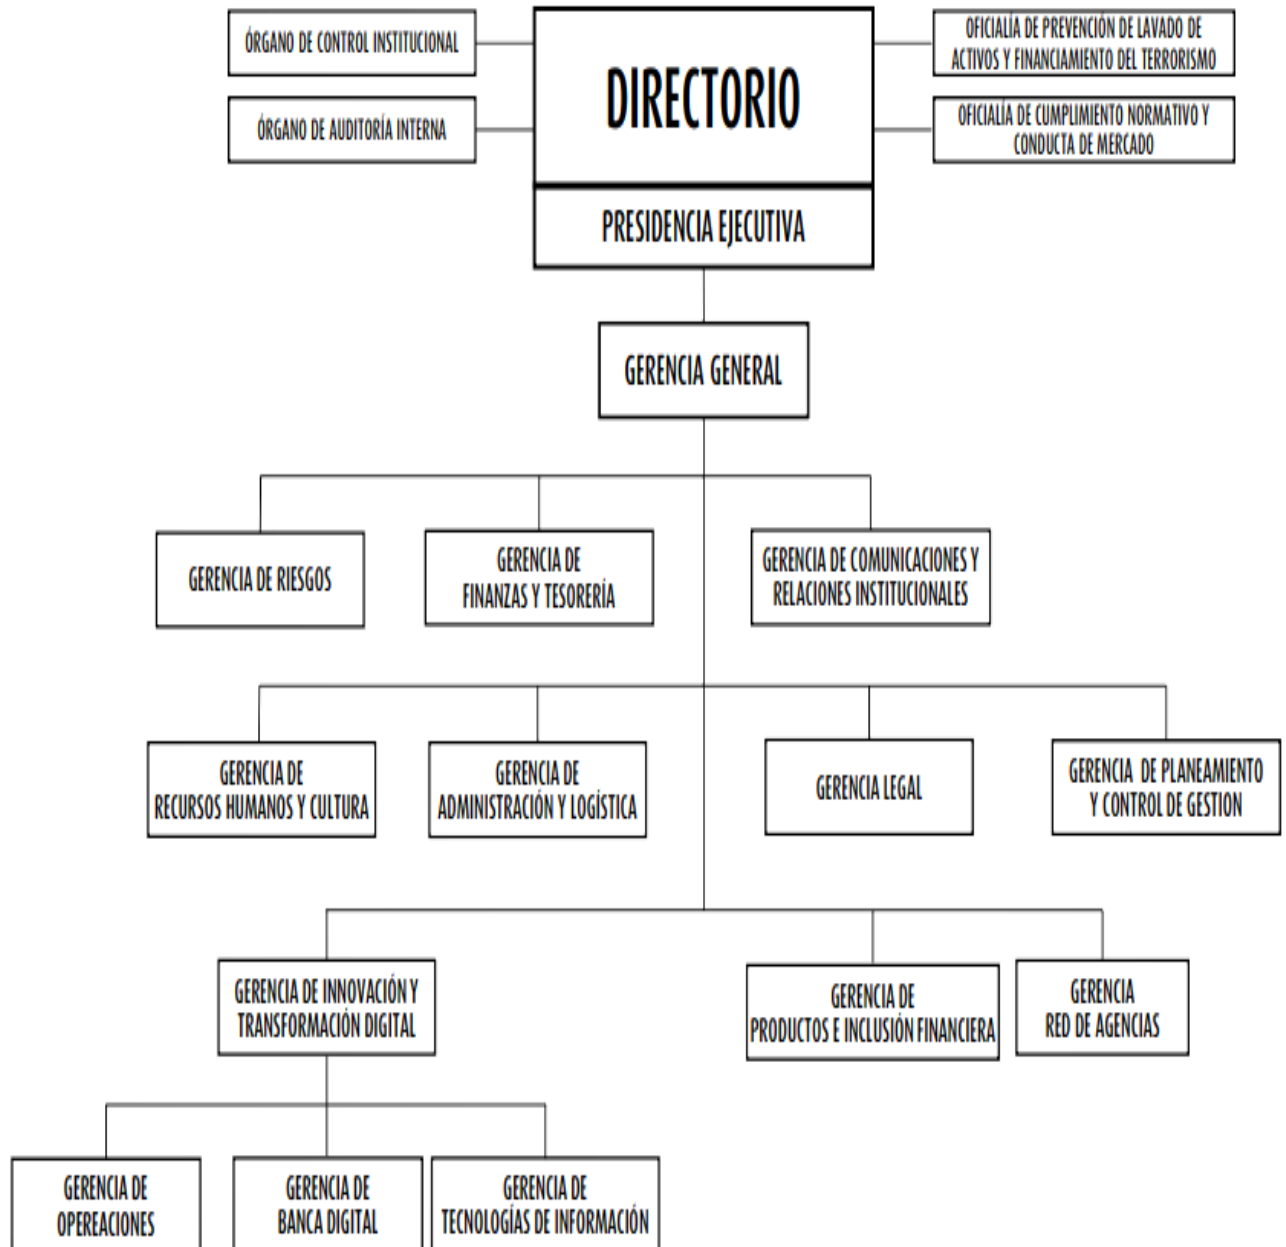 ÓRGANO DE CONTROL INSTITUCIONAL
ÓRGANO DE AUDITORÍA INTERNA
DIRECTORIO
PRESIDENCIA EJECUTIVA
OFICIALÍA DE PREVENCIÓN DE LAVADO DE
ACTIVOS Y FINANCIAMIENTO DEL TERRORISMO
OFICIALÍA DE CUMPLIMIENTO NORMATIVO Y
CONDUCTA DE MERCADO
GERENCIA GENERAL
GERENCIA DE RIESGOS
GERENCIA DE
FINANZAS Y TESORERÍA
GERENCIA DE COMUNICACIONES Y
RELACIONES INSTITUCIONALES
GERENCIA DE
RECURSOS HUMANOS Y CULTURA
GERENCIA DE
ADMINISTRACIÓN Y LOGÍSTICA
GERENCIA LEGAL
GERENCIA DE PLANEAMIENTO
Y CONTROL DE GESTION
GERENCIA DE INNOVACIÓN Y
TRANSFORMACIÓN DIGITAL
GERENCIA DE
PRODUCTOS E INCLUSIÓN FINANCIERA
GERENCIA
RED DE AGENCIAS
GERENCIA DE
OPEREACIONES
GERENCIA DE
BANCA DIGITAL
GERENCIA DE
TECNOLOGÍAS DE INFORMACIÓN